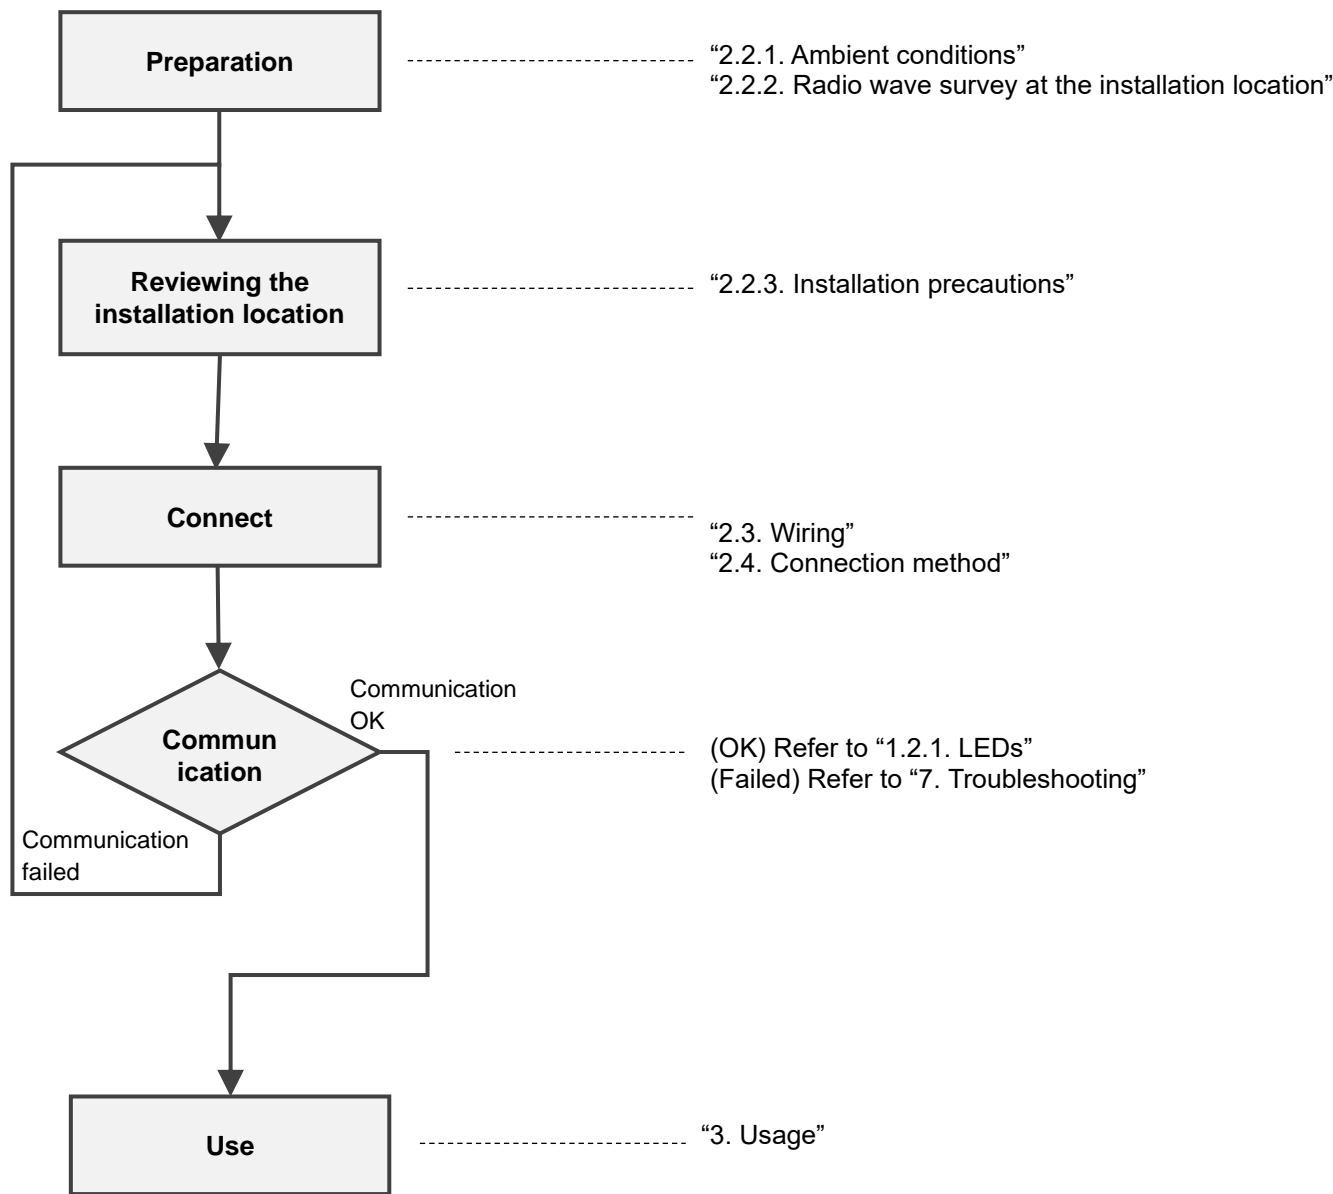 Preparation
“2.2.1. Ambient conditions”
“2.2.2. Radio wave survey at the installation location”
Reviewing the
installation location
“2.2.3. Installation precautions”
Connect
“2.3. Wiring”
“2.4. Connection method”
Communication
OK
Commun
ication
(OK) Refer to “1.2.1. LEDs”
(Failed) Refer to “7. Troubleshooting”
Communication
failed
Use
“3. Usage”